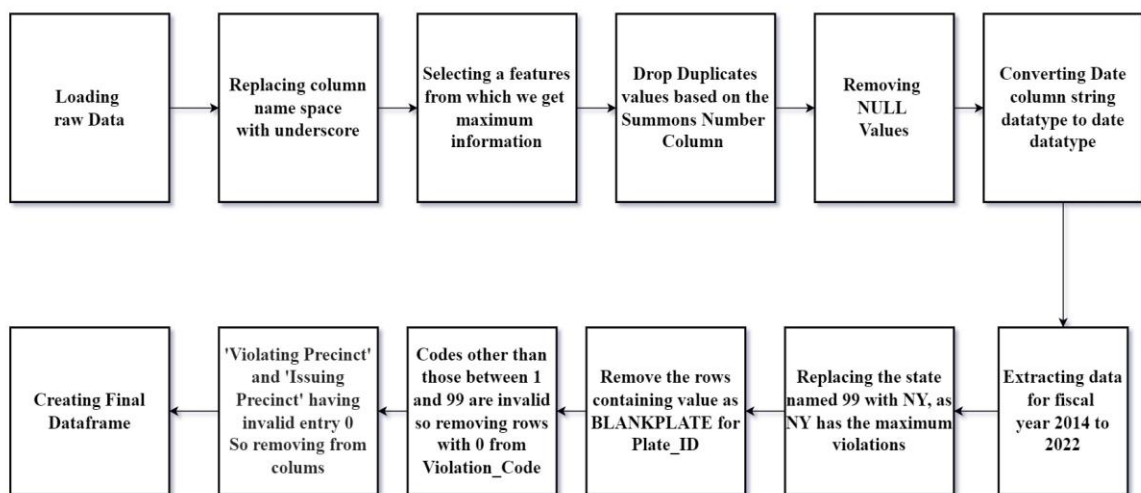 Loading
raw Data
Replacing column
name space
with underscore
Selecting a features
from which we get
maximum
information
Drop Duplicates
values based on the
Summons Number
Column
Removing
NULL
Values
Converting Date
column string
datatype to date
datatype
Extracting data
for fiscal
year 2014 to
2022
Replacing the state
named 99 with NY, as
NY has the maximum
violations
Remove the rows
containing value as
BLANKPLATE for
Plate_ID
Codes other than
those between 1
and 99 are invalid
so removing rows
with 0 from
Violation_Code
'Violating Precinct'
and 'Issuing
Precinct' having
invalid entry 0
So removing from
colums
Creating Final
Dataframe